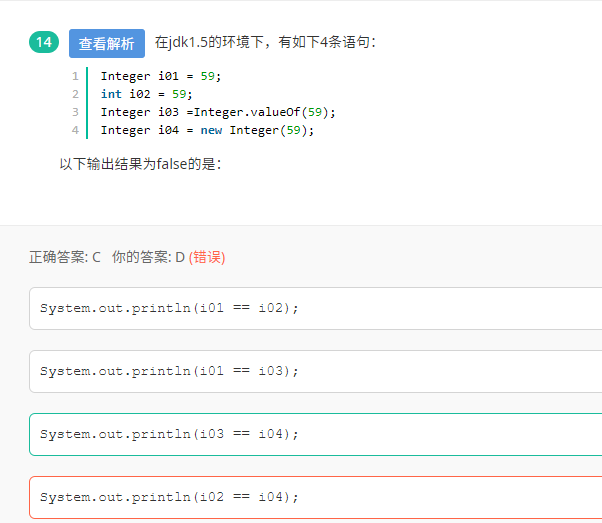 14 查看解析 在jdk1.5的环境下，有如下4条语句：
1 Integer i01 = 59;
2 int i02 = 59;
3 Integer i03 =Integer.valueOf(59);
4 Integer i04 = new Integer(59);
以下输出结果为false的是：
正确答案: C 你的答案: D (错误)
System.out.println(i01 == i02);
System.out.println(i01 == i03);
System.out.println(i03 == i04);
System.out.println(i02 == i04);